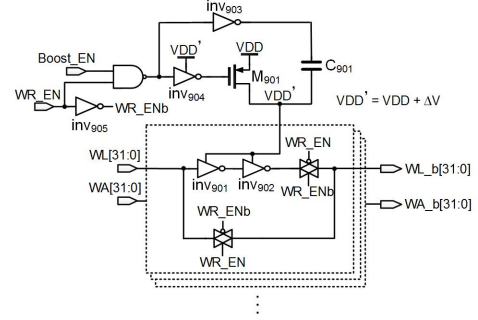 inv903
Boost_EN
VDD'
VDD
C901
M901
WR_EN
inv904
VDD'
VDD' = VDD + ΔV
WR_ENb
inv905
WR_EN
WL[31:0]
WL_b[31:0]
WA[31:0]
inv901
inv902
WR_ENb
WA_b[31:0]
WR_ENb
WR_EN